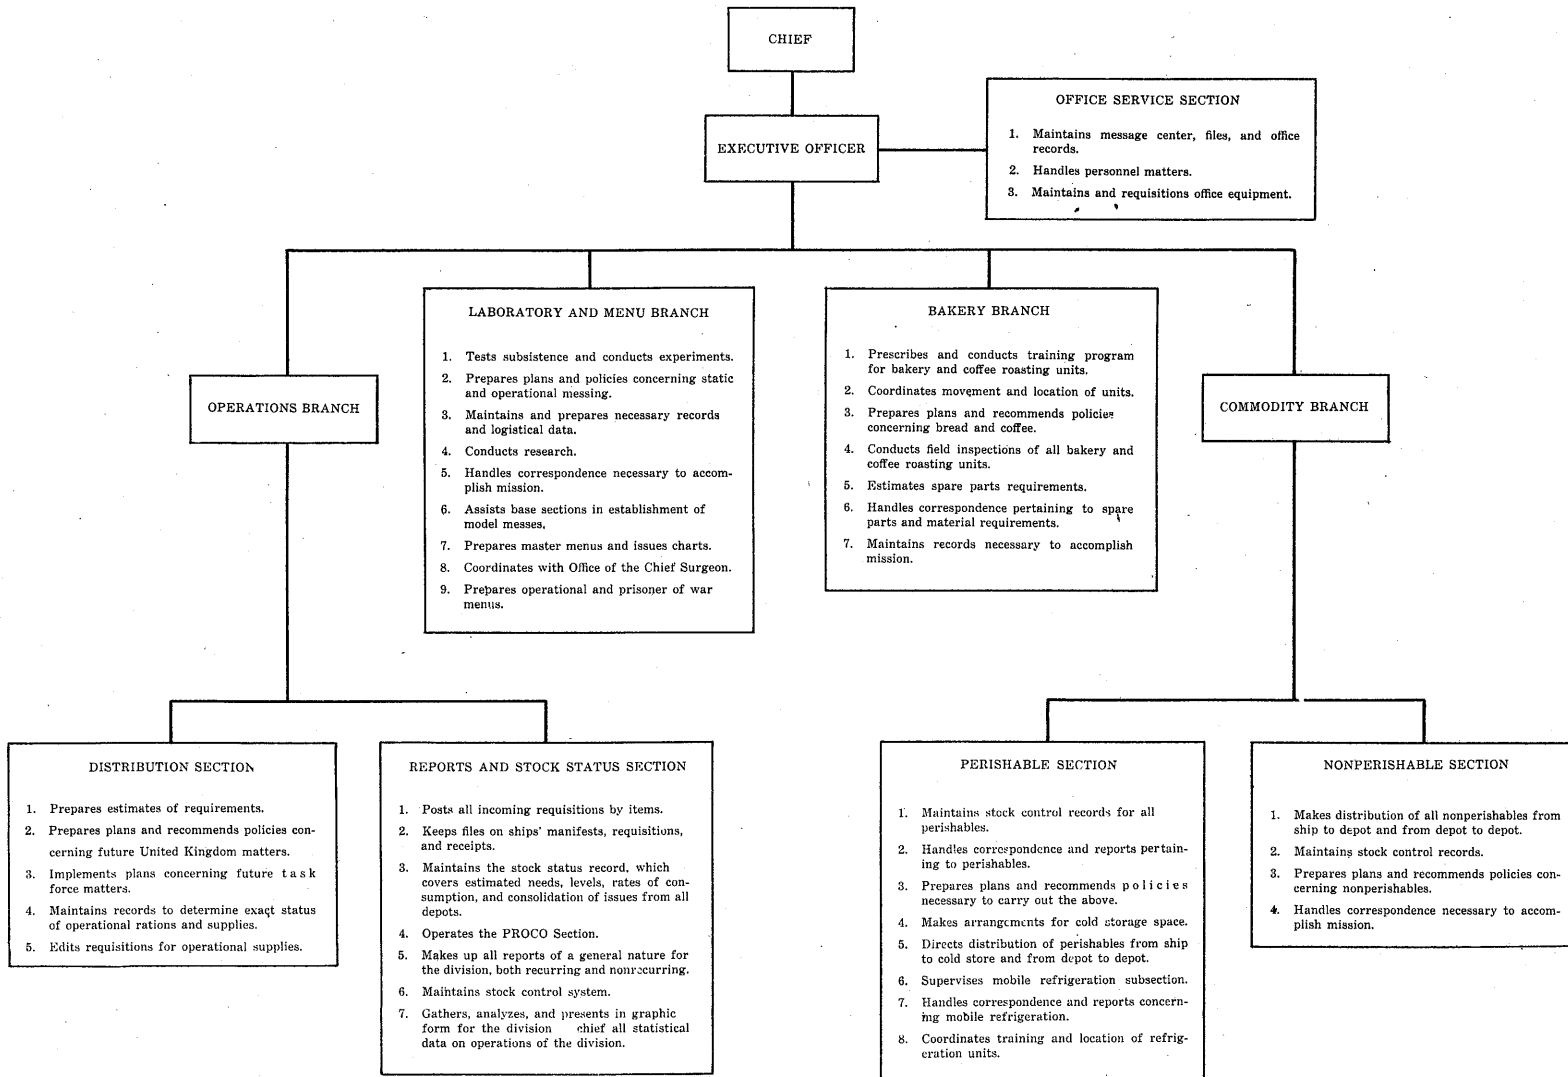 CHIEF
EXECUTIVE OFFICER
OFFICE SERVICE SECTION
1. Maintains message center, files, and office
records.
2. Handles personnel matters.
3. Maintains and requisitions office equipment.
OPERATIONS BRANCH
LABORATORY AND MENU BRANCH
1. Tests subsistence and conducts experiments.
2. Prepares plans and policies concerning static
and operational messing.
3. Maintains and prepares necessary records
and logistical data.
4. Conducts research.
5. Handles correspondence necessary to accom-
plish mission.
6. Assists base sections in establishment of
model messes.
7. Prepares master menus and issues charts.
8. Coordinates with Office of the Chief Surgeon.
9. Prepares operational and prisoner of war
menus.
BAKERY BRANCH
1. Prescribes and conducts training program
for bakery and coffee roasting units.
2. Coordinates movement and location of units.
3. Prepares plans and recommends policies
concerning bread and coffee.
4. Conducts field inspections of all bakery and
coffee roasting units.
5. Estimates spare parts requirements.
6. Handles correspondence pertaining to spare
parts and material requirements.
7. Maintains records necessary to accomplish
mission.
COMMODITY BRANCH
DISTRIBUTION SECTION
1. Prepares estimates of requirements.
2. Prepares plans and recommends policies con-
cerning future United Kingdom matters.
3. Implements plans concerning future task
force matters.
4. Maintains records to determine exact status
of operational rations and supplies.
5. Edits requisitions for operational supplies.
REPORTS AND STOCK STATUS SECTION
1. Posts all incoming requisitions by items.
2. Keeps files on ships' manifests, requisitions,
and receipts.
3. Maintains the stock status record, which
covers estimated needs, levels, rates of con-
sumption, and consolidation of issues from all
depots.
4. Operates the PROCO Section.
5. Makes up all reports of a general nature for
the division, both recurring and nonrecurring.
6. Maintains stock control system.
7. Gathers, analyzes, and presents in graphic
form for the division chief all statistical
data on operations of the division.
PERISHABLE SECTION
1. Maintains stock control records for all
perishables.
2. Handles correspondence and reports pertain-
ing to perishables.
3. Prepares plans and recommends policies
necessary to carry out the above.
4. Makes arrangements for cold storage space.
5. Directs distribution of perishables from ship
to cold store and from depot to depot.
6. Supervises mobile refrigeration subsection.
7. Handles correspondence and reports concern-
ing mobile refrigeration.
8. Coordinates training and location of refrig-
eration units.
NONPERISHABLE SECTION
1. Makes distribution of all nonperishables from
ship to depot and from depot to depot.
2. Maintains stock control records.
3. Prepares plans and recommends policies con-
cerning nonperishables.
4. Handles correspondence necessary to accom-
plish mission.